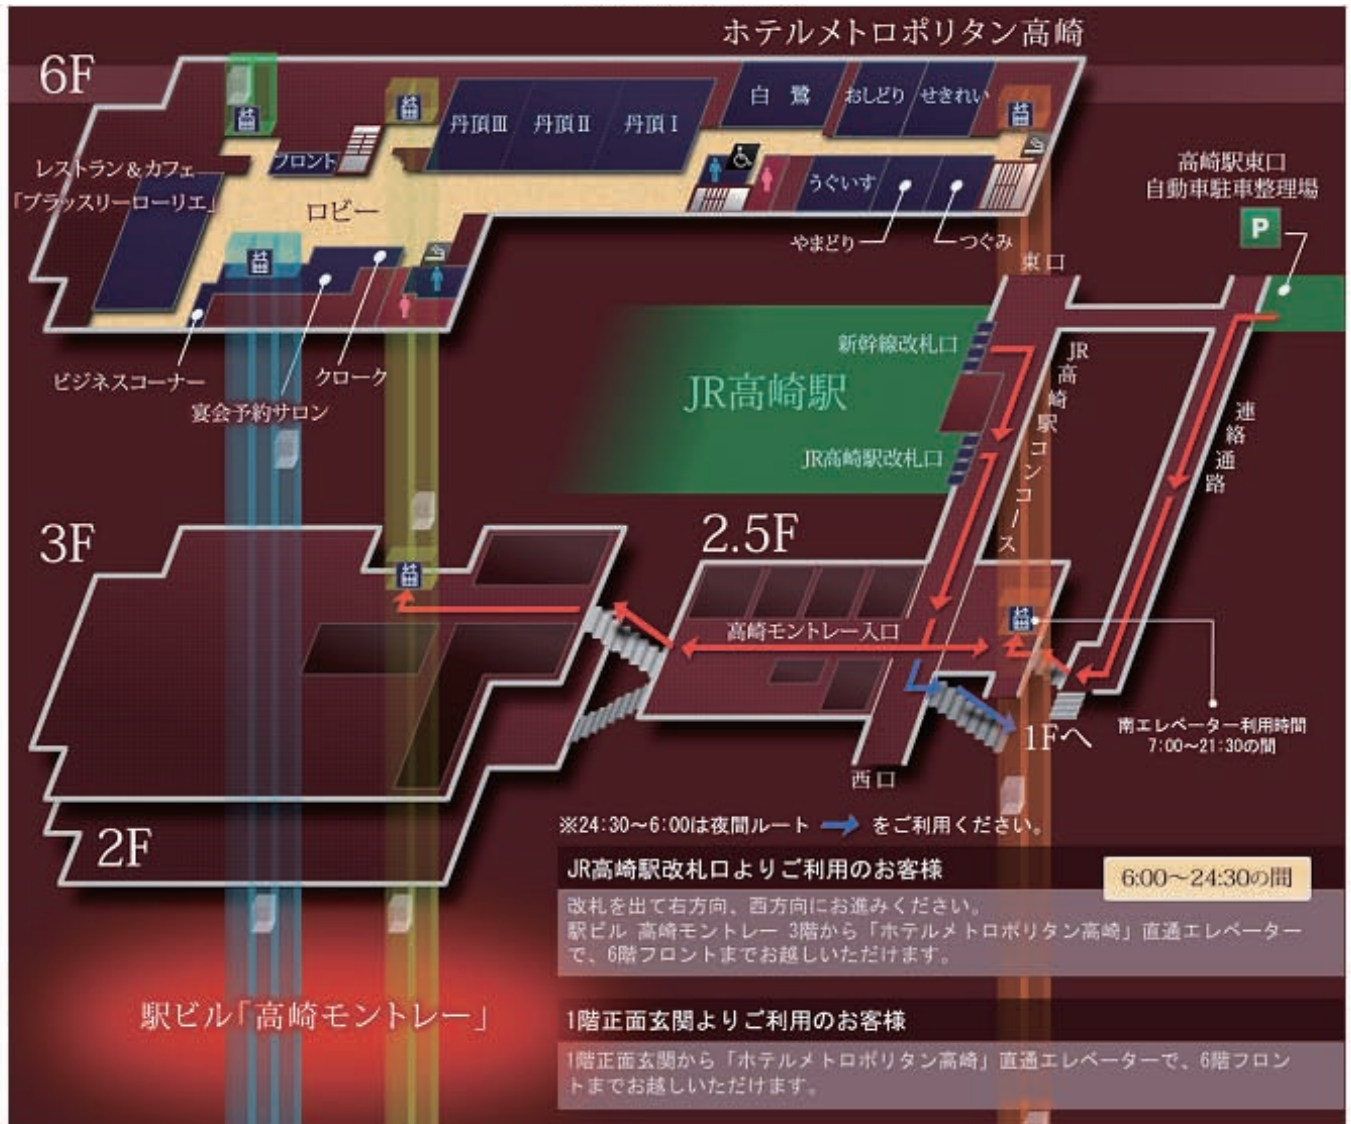 ホテルメトロポリタン高崎
6F
白鷺
おしどり
せきれい
丹頂Ⅲ
丹頂Ⅱ
丹頂Ⅰ
フロント
レストラン&カフェ
「ブラッスリーローリエ」
ロビー
うぐいす
やまどり
つぐみ
高崎駅東口
自動車駐車整理場
P
東口
ビジネスコーナー
宴会予約サロン
クローク
新幹線改札口
JR高崎駅
JR高崎駅改札口
JR高崎駅コンコース
連絡通路
3F
2.5F
高崎モントレー入口
1Fへ
南エレベーター利用時間
7:00~21:30の間
西口
2F
※24:30~6:00は夜間ルート をご利用ください。
JR高崎駅改札口よりご利用のお客様
6:00~24:30の間
改札を出て右方向、西方向にお進みください。
駅ビル 高崎モントレー 3階から「ホテルメトロポリタン高崎」直通エレベーター
で、6階フロントまでお越しいただけます。
駅ビル「高崎モントレー」
1階正面玄関よりご利用のお客様
1階正面玄関から「ホテルメトロポリタン高崎」直通エレベーターで、6階フロン
トまでお越しいただけます。